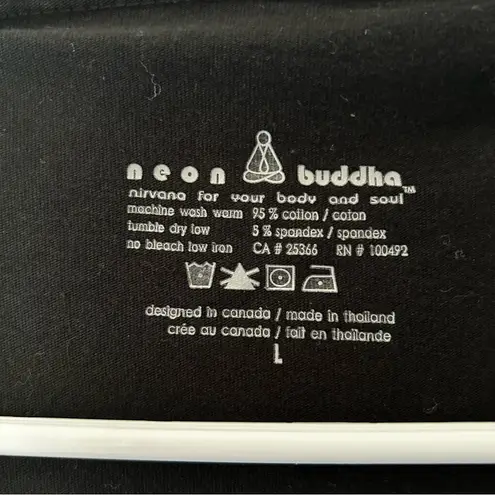 neon buddha™
nirvana for your body and soul
machine wash warm 95 % cotton / coton
tumble dry low 5 % spandex / spandex
no bleach low iron CA # 25366 RN # 100492
designed in canada / made in thailand
crée au canada / fait en thaïlande
L